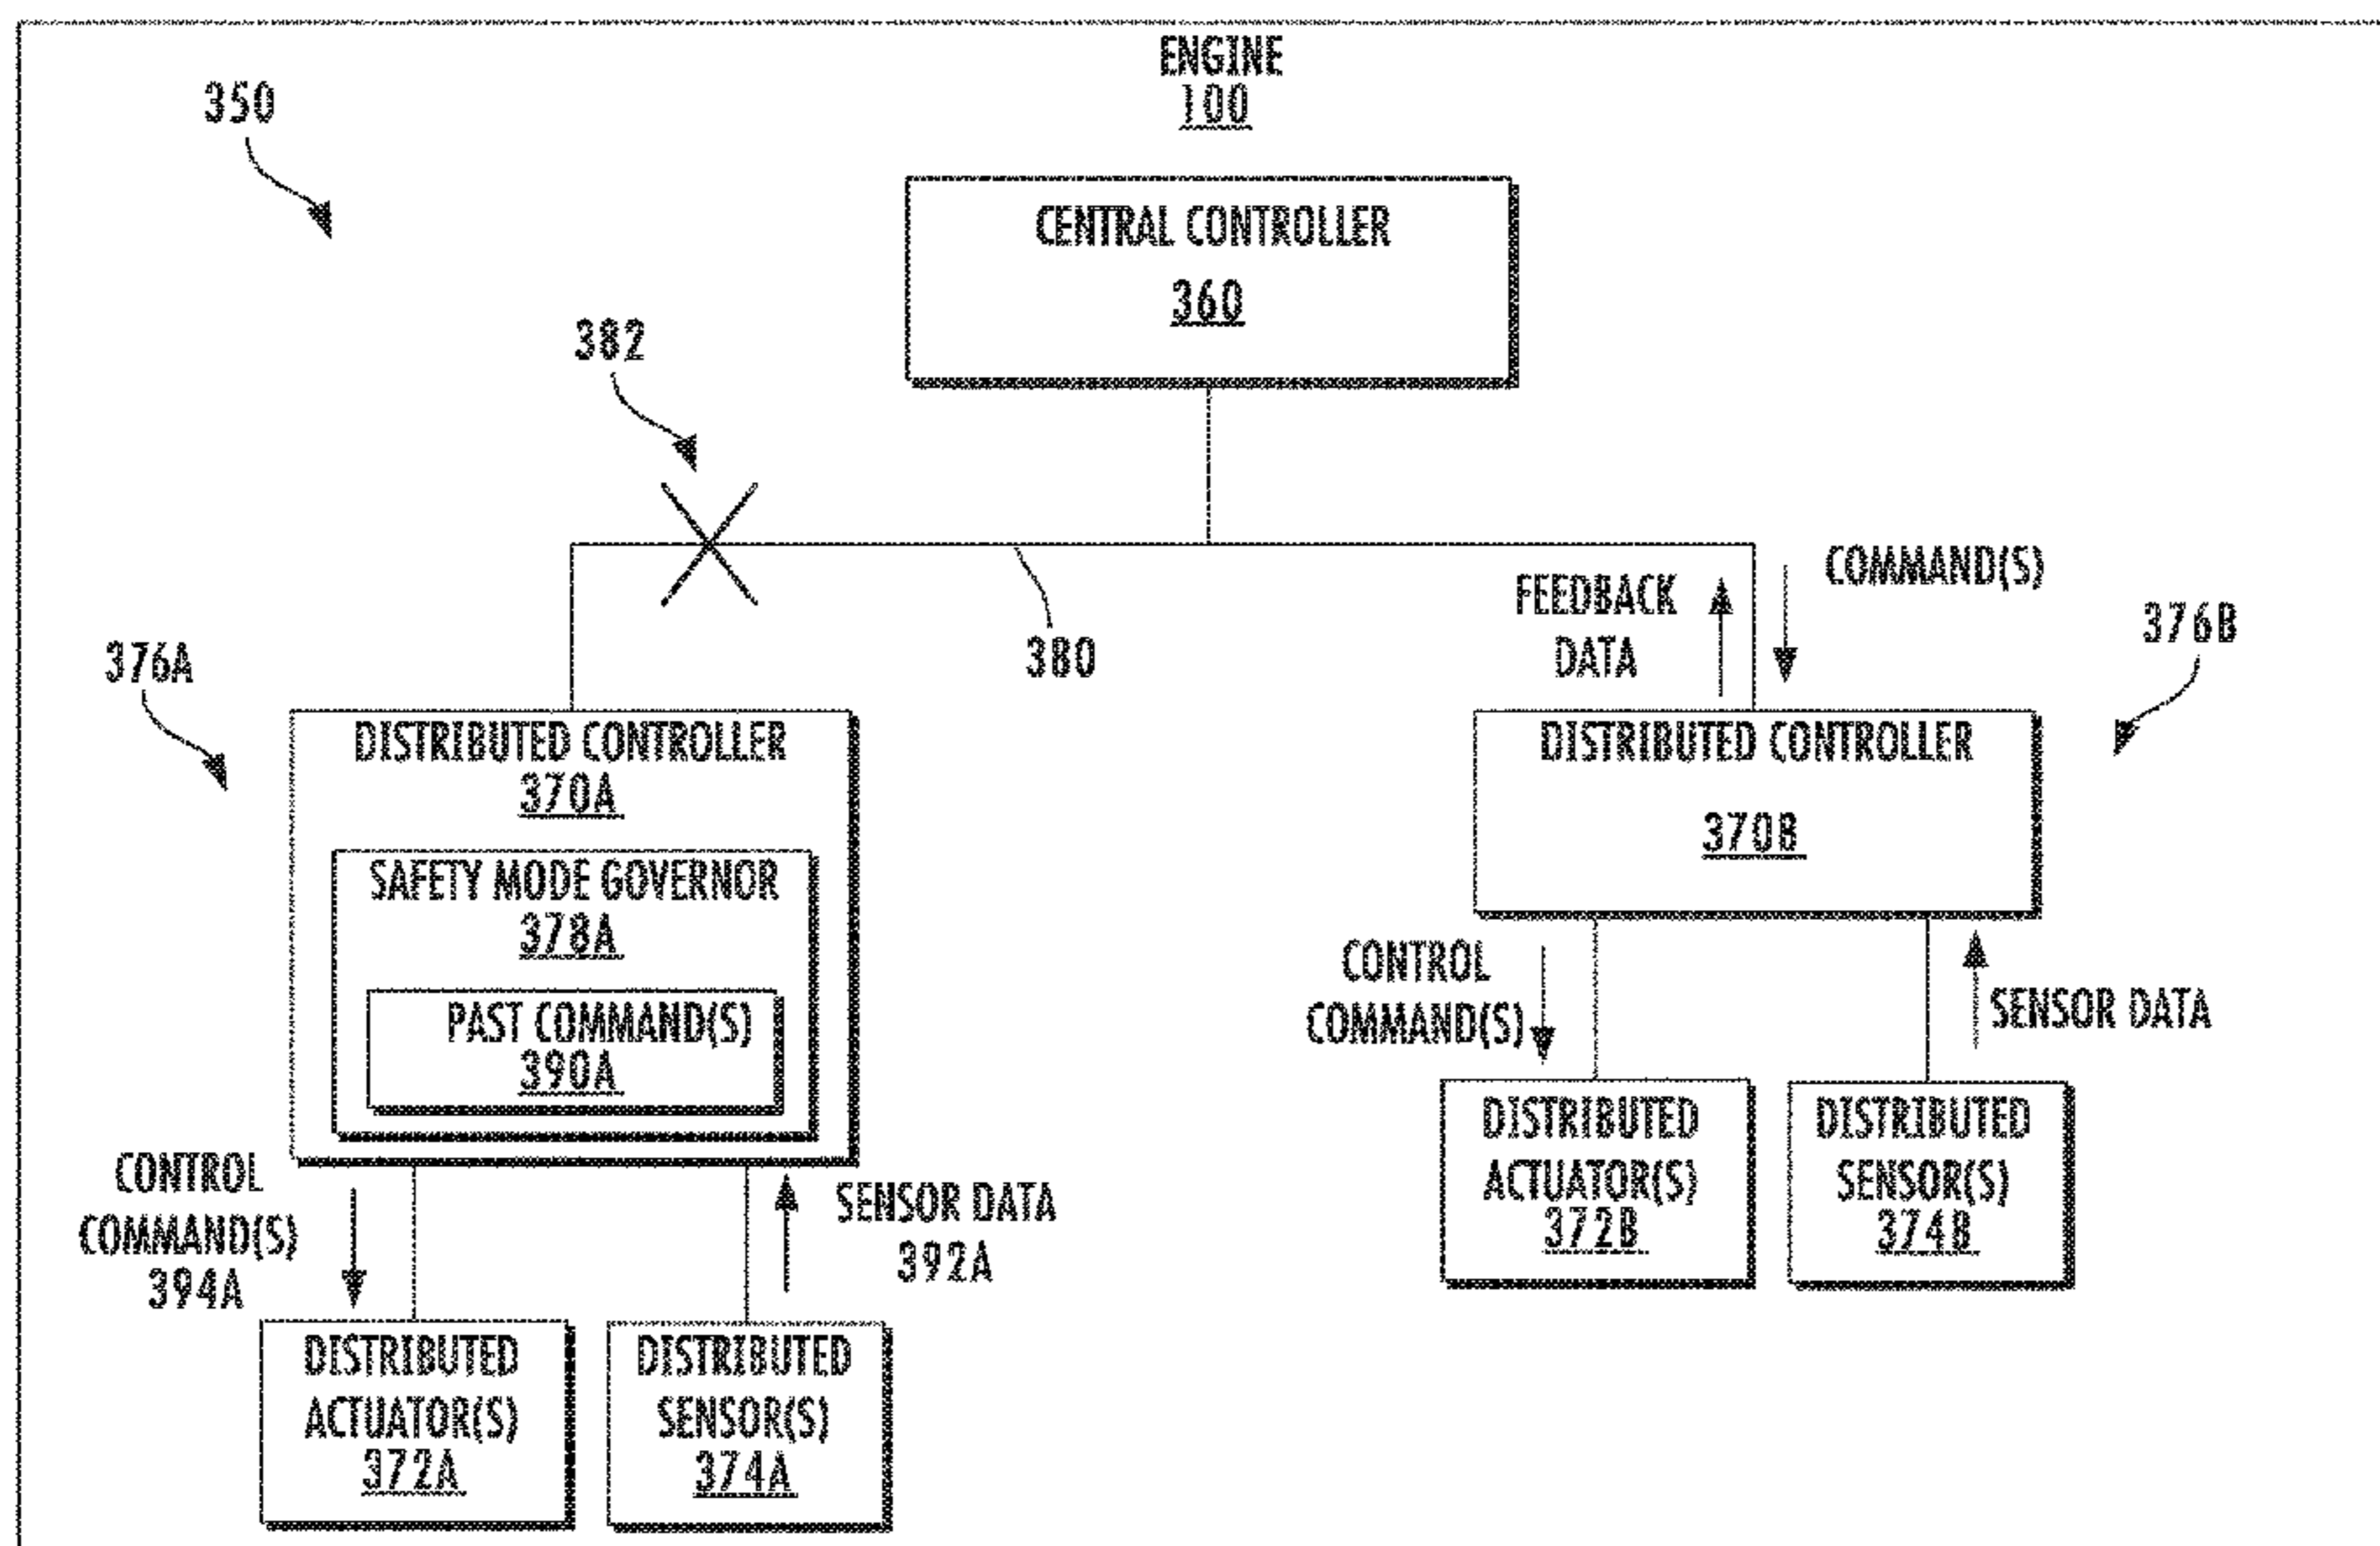 ENGINE
100
350
CENTRAL CONTROLLER
360
382
380
FEEDBACK
DATA
COMMAND(S)
376A
376B
DISTRIBUTED CONTROLLER
370A
SAFETY MODE GOVERNOR
378A
PAST COMMAND(S)
390A
DISTRIBUTED CONTROLLER
370B
CONTROL
COMMAND(S)
SENSOR DATA
DISTRIBUTED
ACTUATOR(S)
372B
DISTRIBUTED
SENSOR(S)
374B
CONTROL
COMMAND(S)
394A
SENSOR DATA
392A
DISTRIBUTED
ACTUATOR(S)
372A
DISTRIBUTED
SENSOR(S)
374A